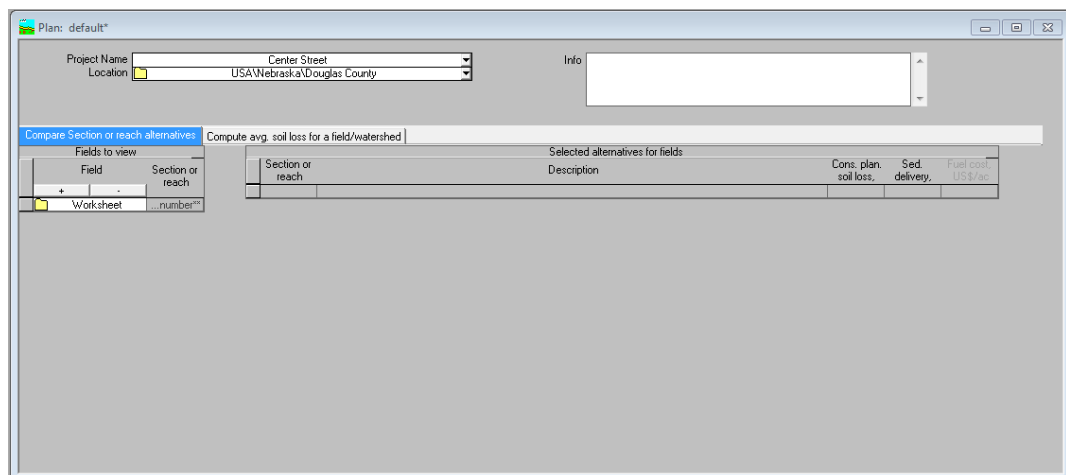 Plan: default*
Project Name Center Street
Location USA\Nebraska\Douglas County
Info
Compare Section or reach alternatives
Compute avg. soil loss for a field/watershed
Fields to view
Field
Section or
reach
+ -
Worksheet ...number**
Selected alternatives for fields
Section or
reach
Description
Cons. plan.
soil loss,
Sed.
delivery,
Fuel cost,
US$/ac